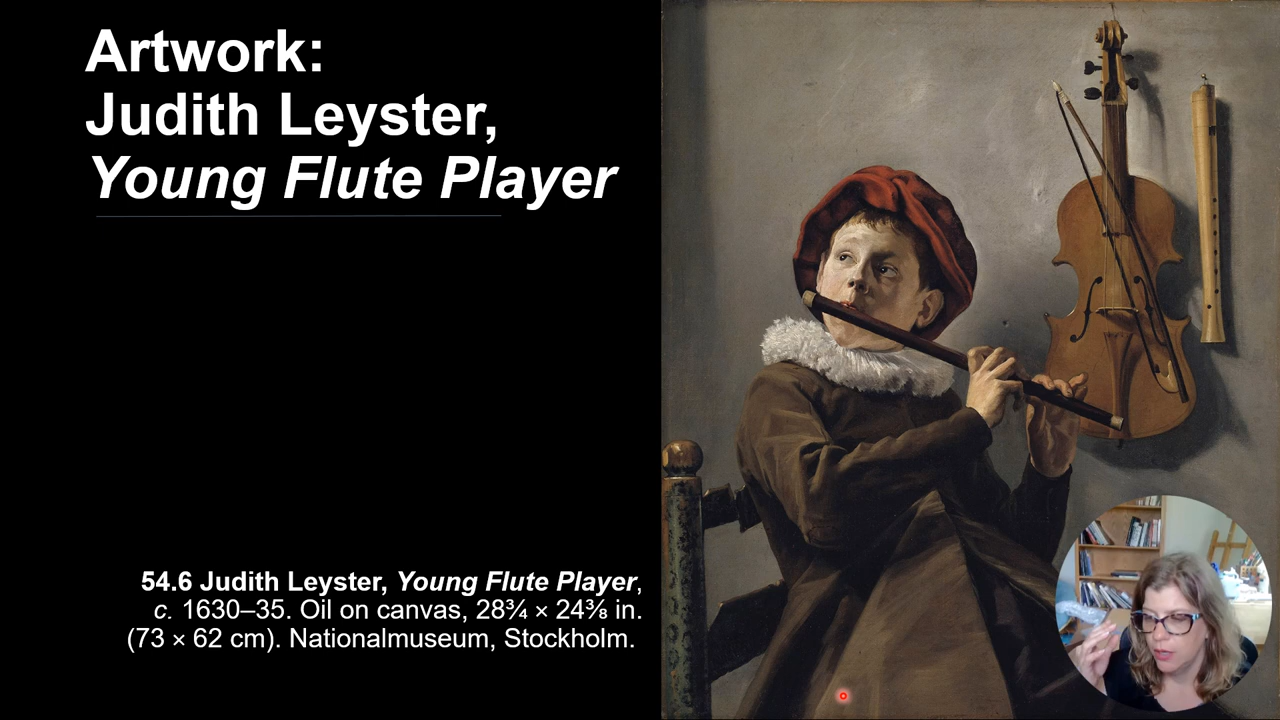 Artwork:
Judith Leyster,
Young Flute Player
54.6 Judith Leyster, Young Flute Player,
c. 1630–35. Oil on canvas, 28¾ × 24⅜ in.
(73 × 62 cm). Nationalmuseum, Stockholm.